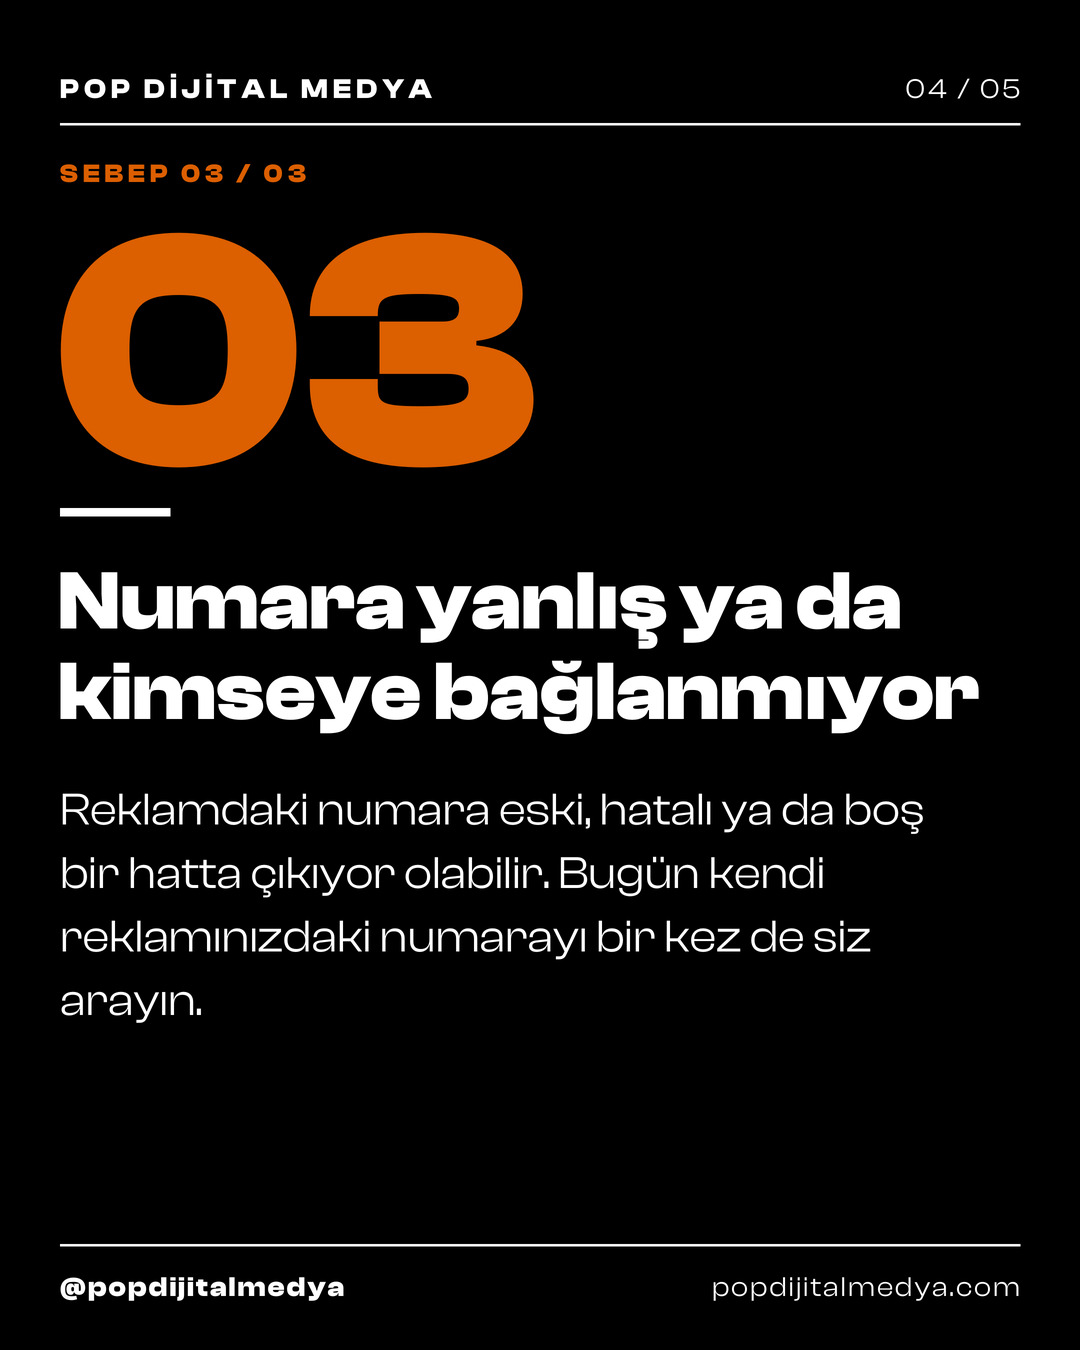 POP DİJİTAL MEDYA
04 / 05
SEBEP 03 / 03
03
Numara yanlış ya da
kimseye bağlanmıyor
Reklamdaki numara eski, hatalı ya da boş
bir hatta çıkıyor olabilir. Bugün kendi
reklamınızdaki numarayı bir kez de siz
arayın.
@popdijitalmedya
popdijitalmedya.com